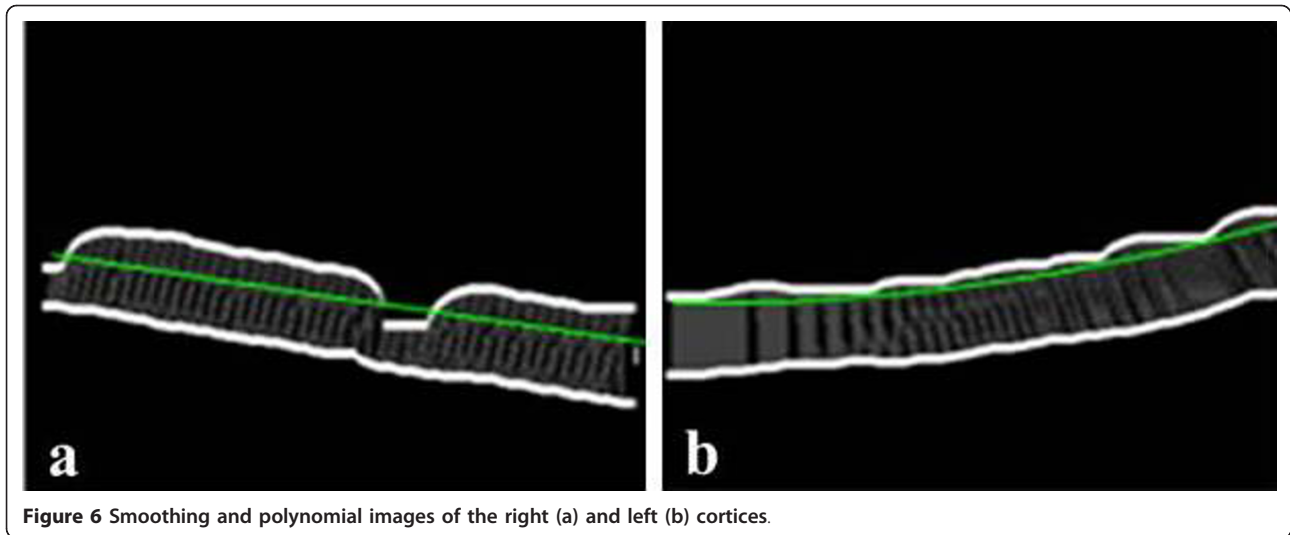 a
b
Figure 6 Smoothing and polynomial images of the right (a) and left (b) cortices.